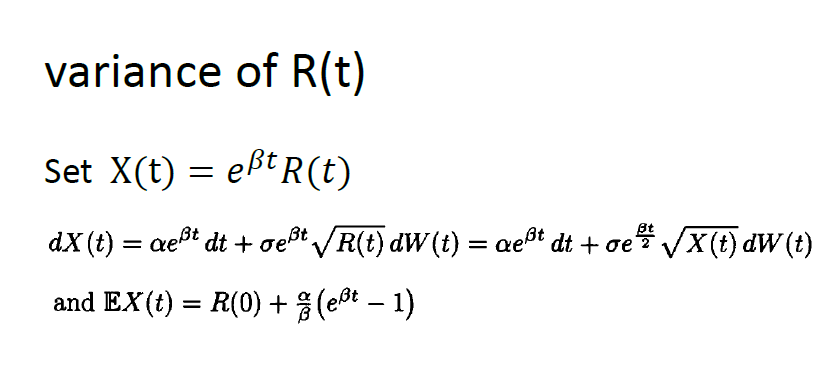 variance of R(t)
Set X(t) = e^{βt}R(t)
dX(t) = αe^{βt} dt + σe^{βt}√R(t) dW(t) = αe^{βt} dt + σe^{βt/2} √X(t) dW(t)
and 𝔼X(t) = R(0) + α/β (e^{βt} − 1)